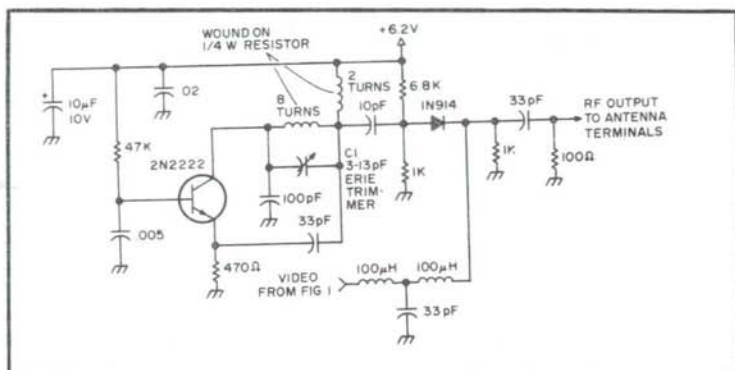 WOUND ON
1/4 W RESISTOR
+6.2V
+
10µF
10V
02
2
TURNS
6.8K
8
TURNS
10pF
1N914
33pF
RF OUTPUT
TO ANTENNA
TERMINALS
47K
2N2222
C1
3-13pF
ERIE
TRIM-
MER
1K
1K
100Ω
100pF
33pF
.005
470Ω
VIDEO
FROM FIG 1
100µH
100µH
33pF